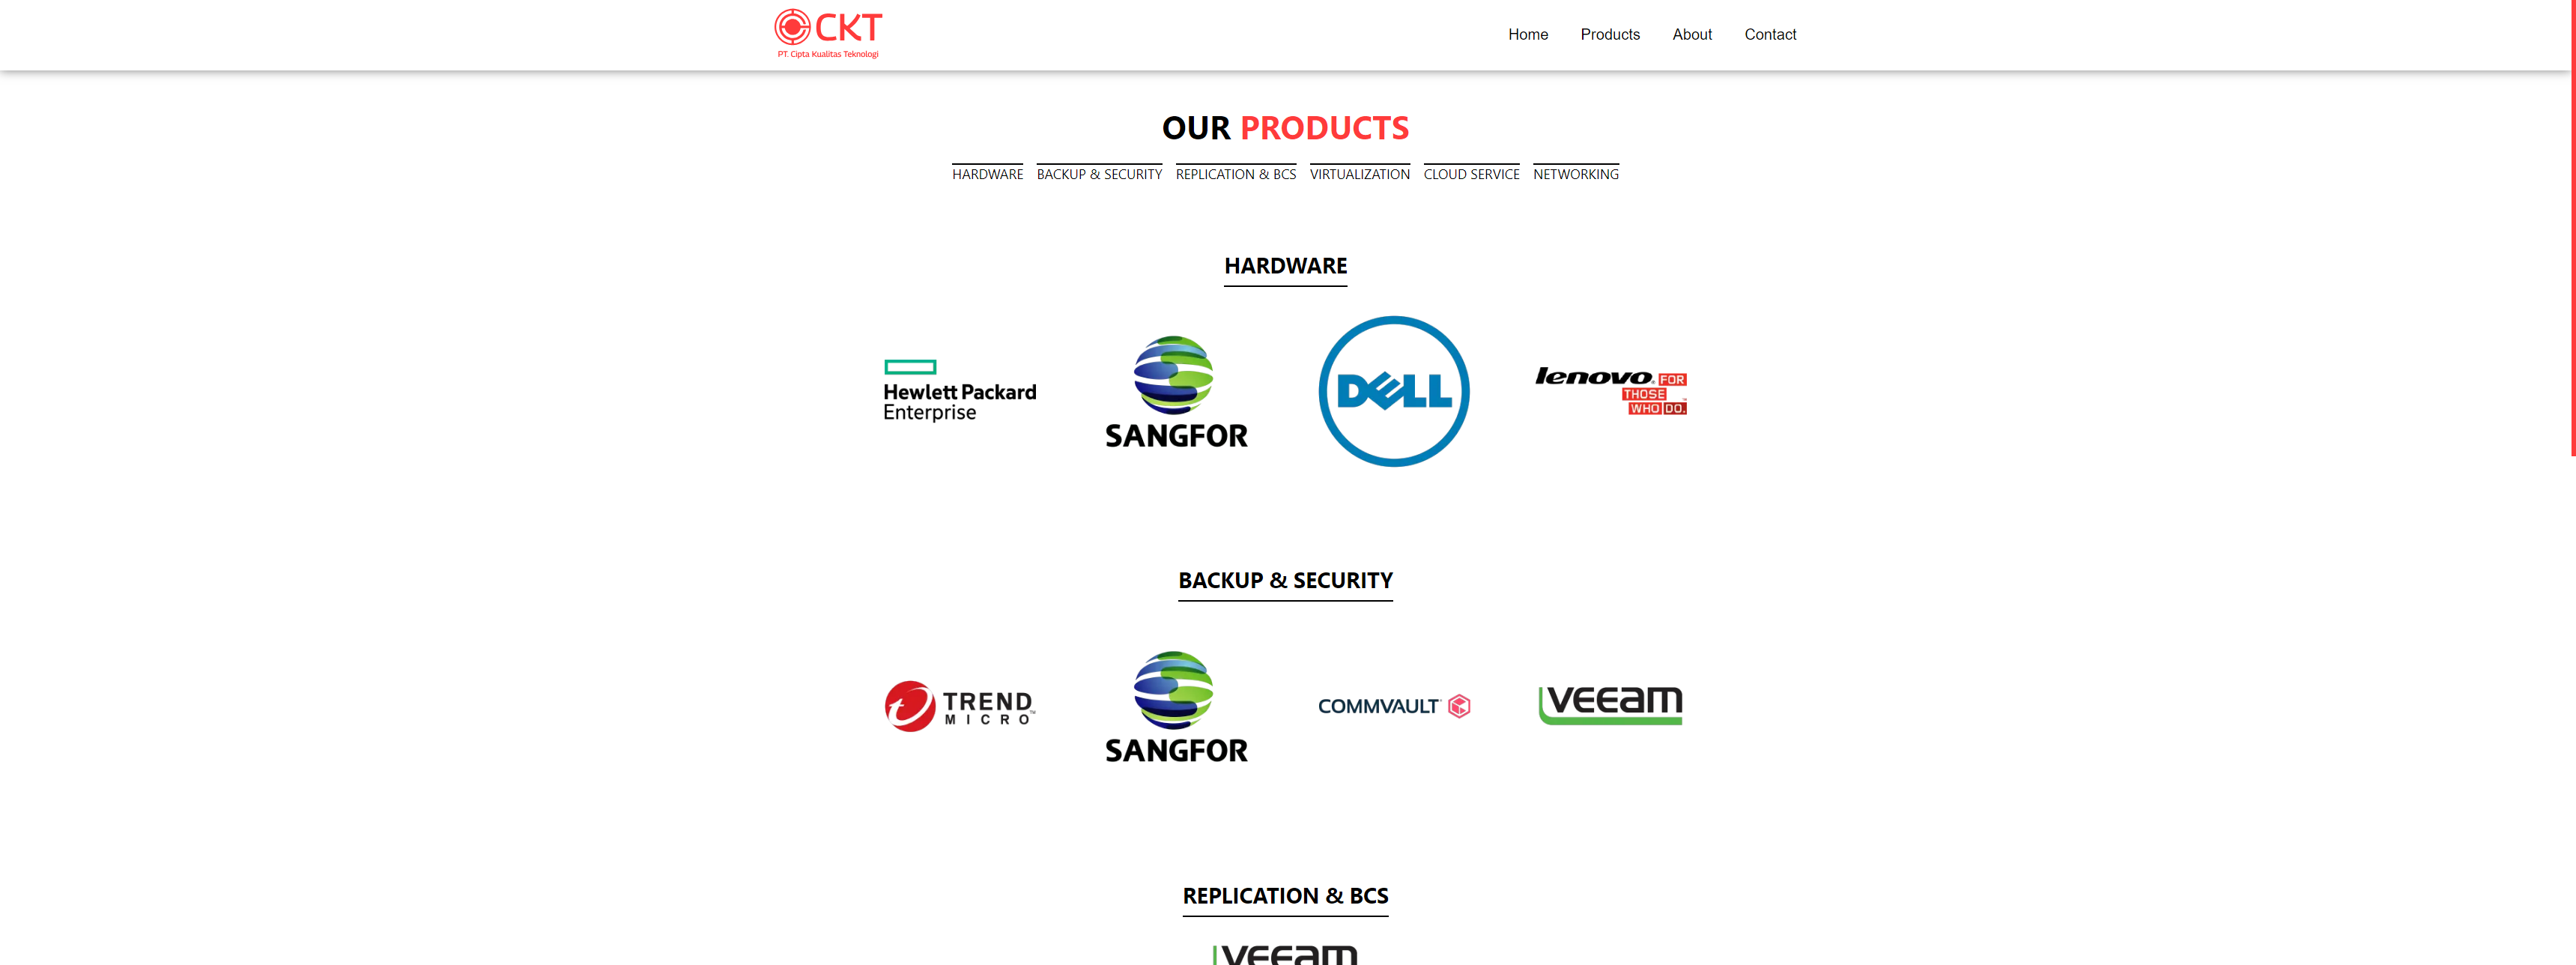 CKT
PT. Cipta Kualitas Teknologi
Home Products About Contact
OUR PRODUCTS
HARDWARE BACKUP & SECURITY REPLICATION & BCS VIRTUALIZATION CLOUD SERVICE NETWORKING
HARDWARE
Hewlett Packard
Enterprise
SANGFOR
DELL
lenovo FOR
THOSE
WHO DO.
BACKUP & SECURITY
TREND
MICRO™
SANGFOR
COMMVAULT
veeam
REPLICATION & BCS
veeam